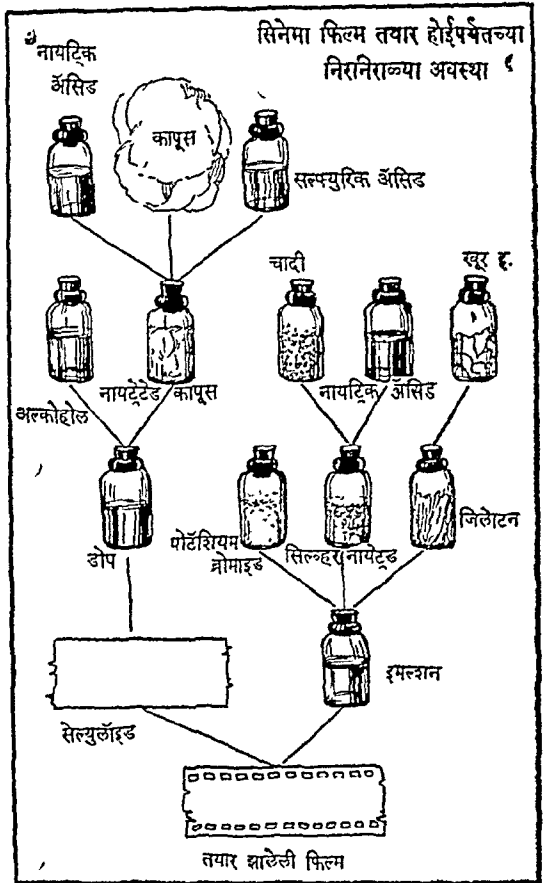 सिनेमा फिल्म तयार होईपर्यतच्या
निरनिराळ्या अवस्था
नायट्रिक
ॲसिड
कापूस
सल्फ्युरिक ॲसिड
चादी
खूर इ.
अल्कोहोल
नायट्रेटेड कापूस
नायट्रिक ॲसिड
डोप
पोटॅशियम
ब्रोमाइड
सिल्व्हर नायट्रेड
जिलेटिन
इमल्शन
सेल्युलॉइड
तयार झालेली फिल्म